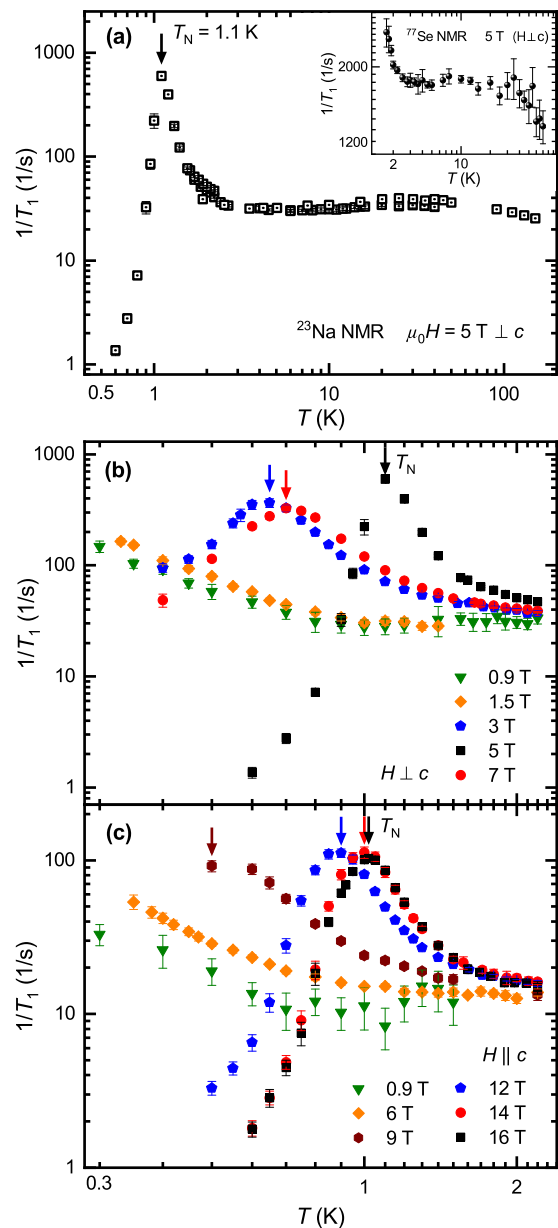 (a)
T_N = 1.1 K
⁷⁷Se NMR 5 T (H⊥c)
1/T₁ (1/s)
2000
1200
2
10
T (K)
1/T₁ (1/s)
1000
100
10
1
²³Na NMR μ₀H = 5 T ⊥ c
0.5
1
10
100
T (K)
(b)
T_N
1/T₁ (1/s)
1000
100
10
1
0.9 T
1.5 T
3 T
5 T
7 T
H ⊥ c
(c)
T_N
1/T₁ (1/s)
100
10
1
H || c
0.9 T
6 T
9 T
12 T
14 T
16 T
0.3
1
2
T (K)